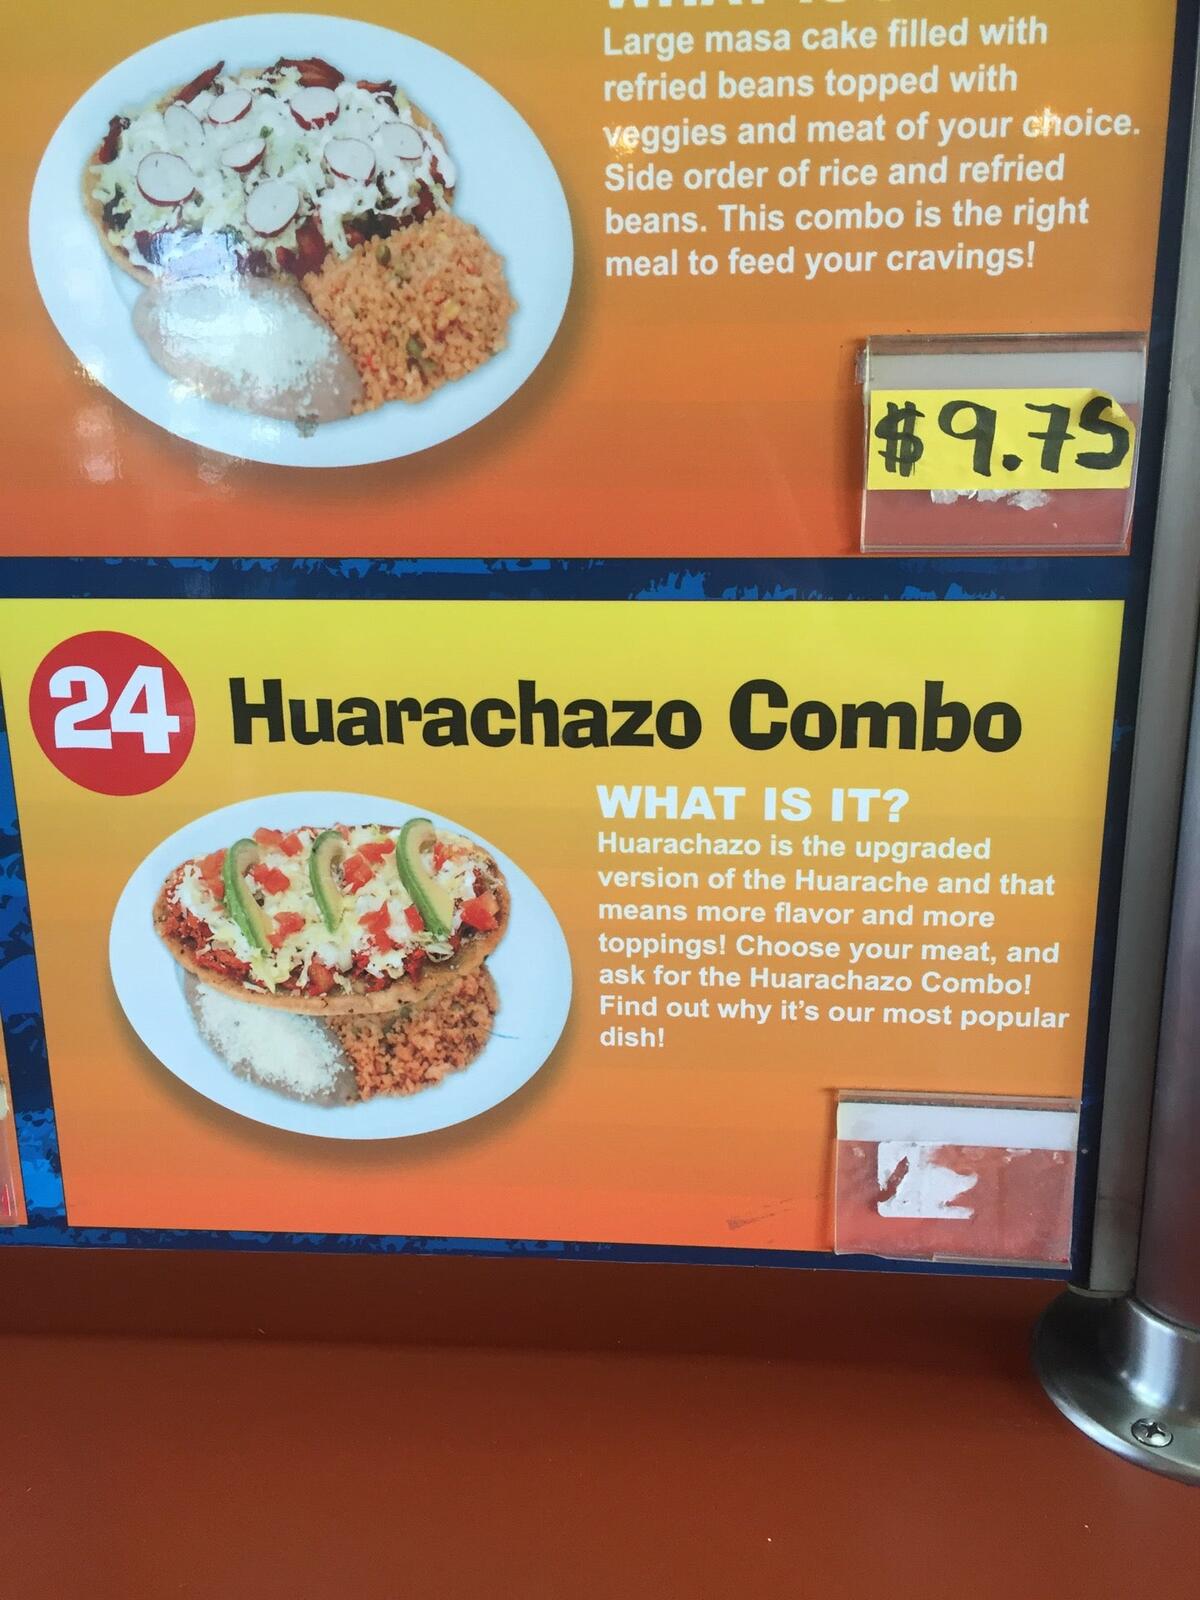 Large masa cake filled with
refried beans topped with
veggies and meat of your choice.
Side order of rice and refried
beans. This combo is the right
meal to feed your cravings!
$9.75
24 Huarachazo Combo
WHAT IS IT?
Huarachazo is the upgraded
version of the Huarache and that
means more flavor and more
toppings! Choose your meat, and
ask for the Huarachazo Combo!
Find out why it's our most popular
dish!